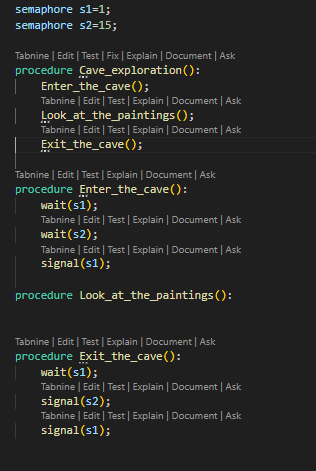 semaphore s1=1;
semaphore s2=15;
Tabnine | Edit | Test | Fix | Explain | Document | Ask
procedure Cave_exploration():
Enter_the_cave();
Tabnine | Edit | Test | Explain | Document | Ask
Look_at_the_paintings();
Tabnine | Edit | Test | Explain | Document | Ask
Exit_the_cave();
Tabnine | Edit | Test | Explain | Document | Ask
procedure Enter_the_cave():
wait(s1);
Tabnine | Edit | Test | Explain | Document | Ask
wait(s2);
Tabnine | Edit | Test | Explain | Document | Ask
signal(s1);
procedure Look_at_the_paintings():
Tabnine | Edit | Test | Explain | Document | Ask
procedure Exit_the_cave():
wait(s1);
Tabnine | Edit | Test | Explain | Document | Ask
signal(s2);
Tabnine | Edit | Test | Explain | Document | Ask
signal(s1);